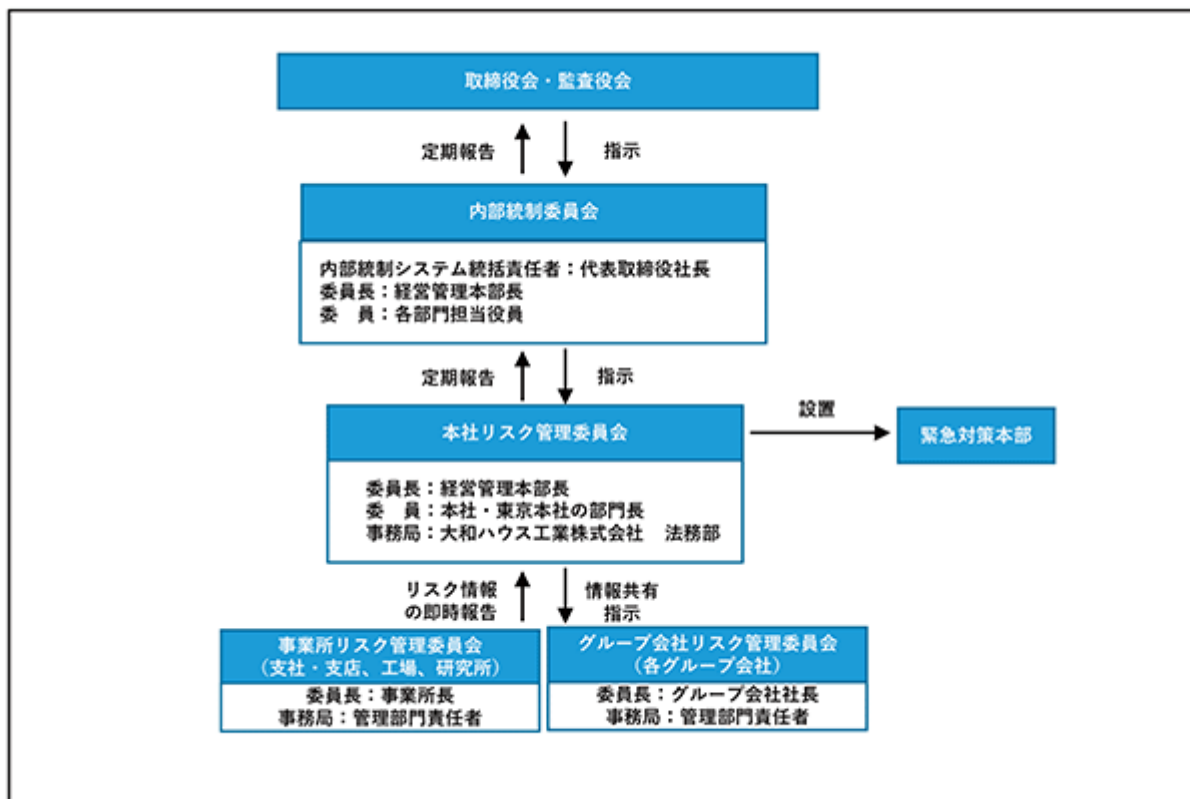 取締役会・監査役会
定期報告
指示
内部統制委員会
内部統制システム統括責任者：代表取締役社長
委員長：経営管理本部長
委　員：各部門担当役員
定期報告
指示
本社リスク管理委員会
設置
緊急対策本部
委員長：経営管理本部長
委　員：本社・東京本社の部門長
事務局：大和ハウス工業株式会社　法務部
リスク情報
の即時報告
情報共有
指示
事業所リスク管理委員会
（支社・支店、工場、研究所）
委員長：事業所長
事務局：管理部門責任者
グループ会社リスク管理委員会
（各グループ会社）
委員長：グループ会社社長
事務局：管理部門責任者